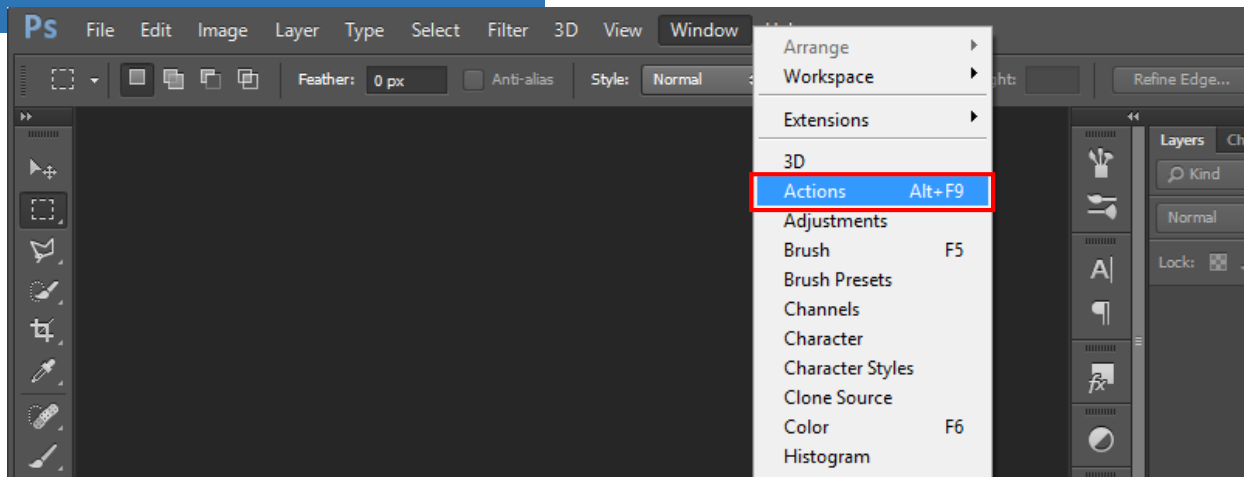 Ps File Edit Image Layer Type Select Filter 3D View Window
Feather: 0 px Anti-alias Style: Normal Refine Edge...
Arrange
Workspace
Extensions
3D
Actions Alt+F9
Adjustments
Brush F5
Brush Presets
Channels
Character
Character Styles
Clone Source
Color F6
Histogram
Layers
Kind
Normal
Lock: